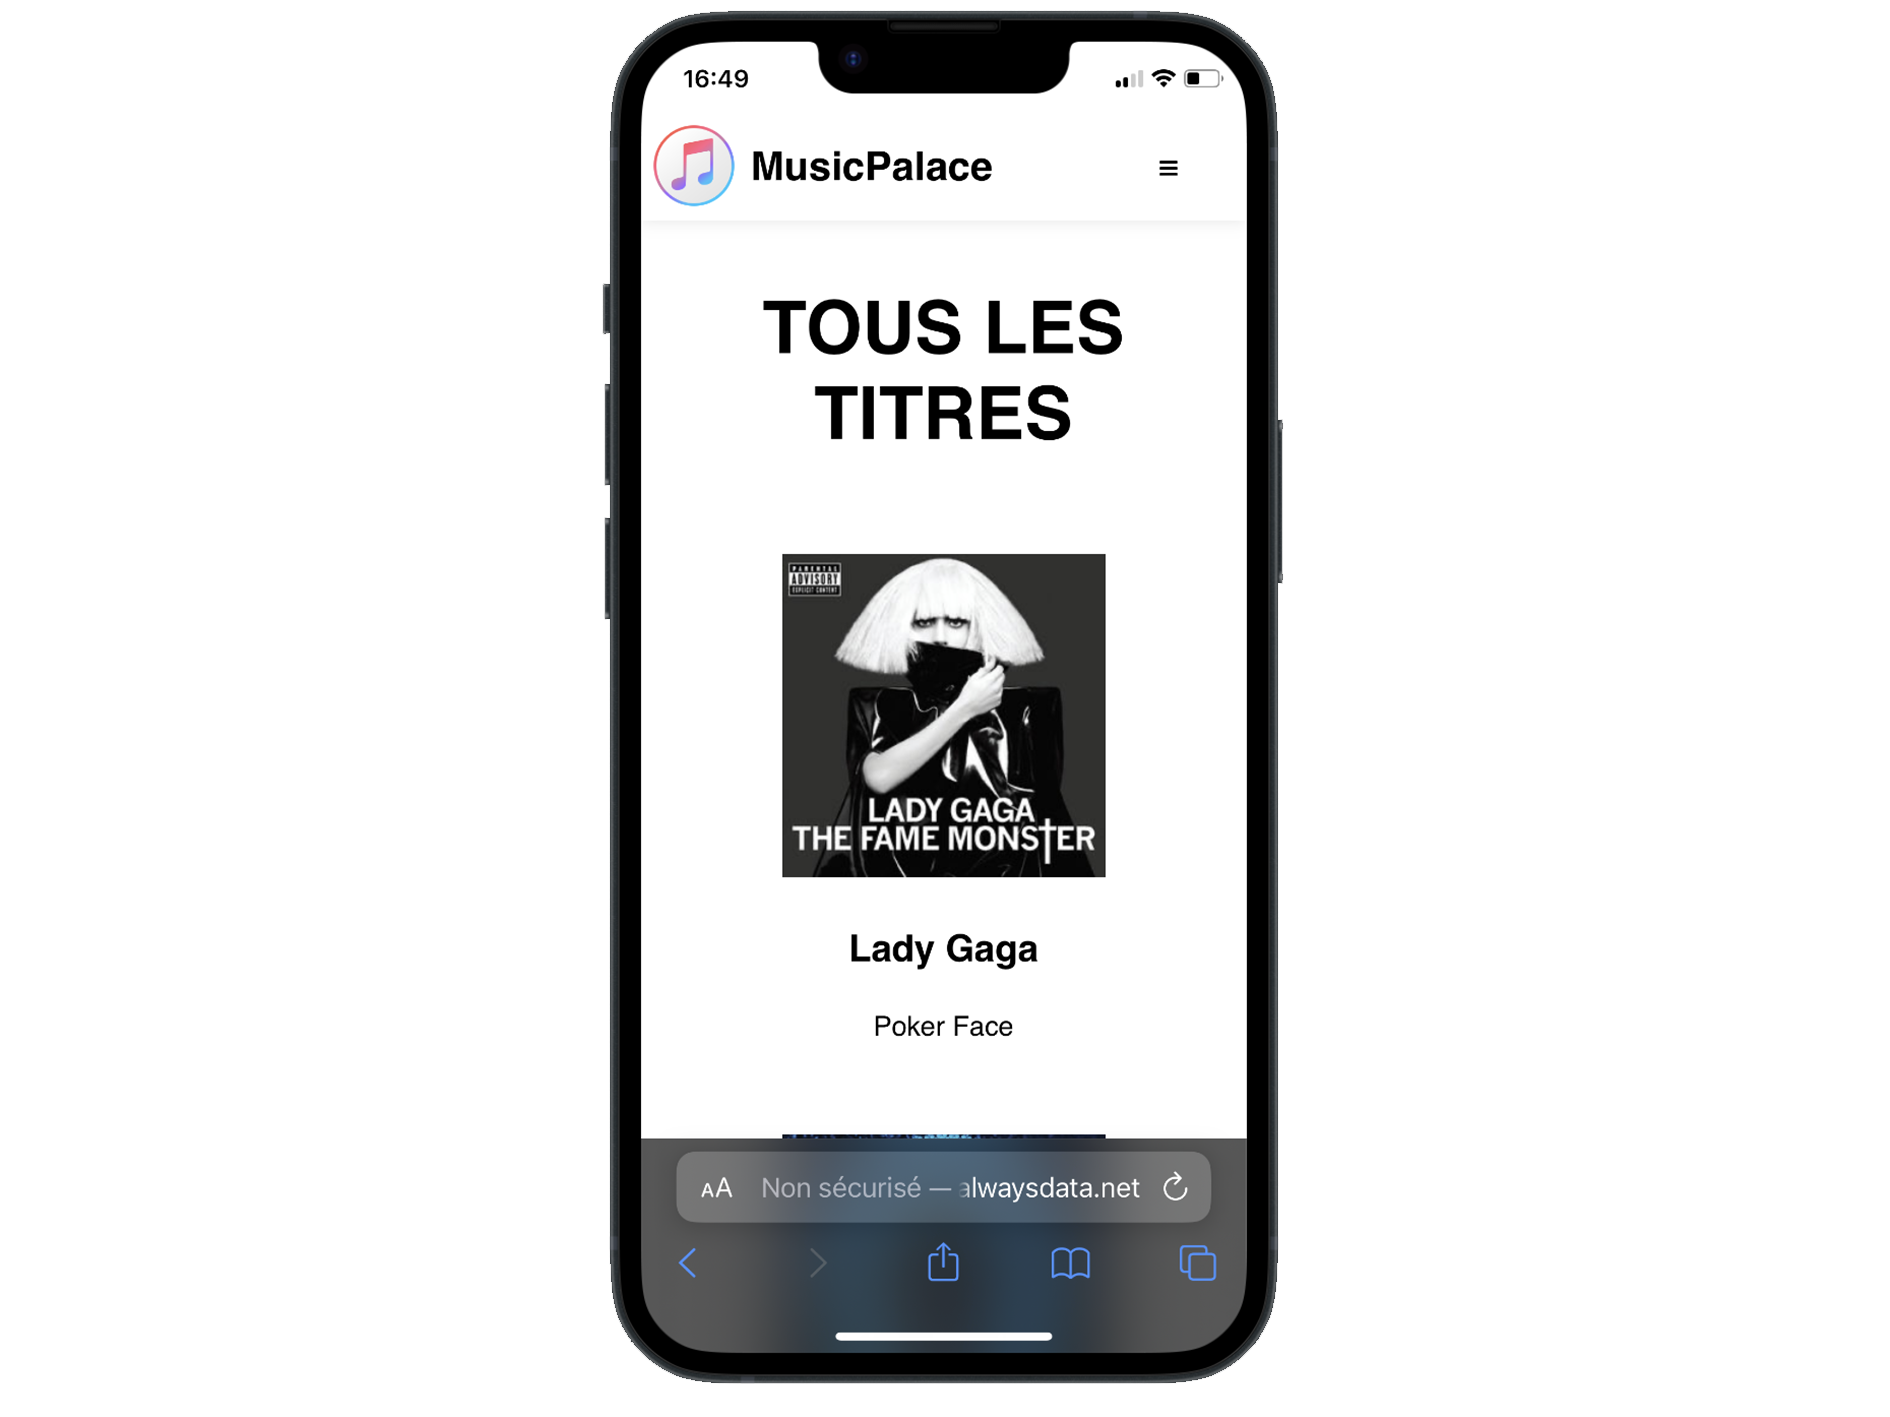 16:49
MusicPalace
TOUS LES
TITRES
PARENTAL
ADVISORY
EXPLICIT CONTENT
LADY GAGA
THE FAME MONSTER
Lady Gaga
Poker Face
AA Non sécurisé — alwaysdata.net